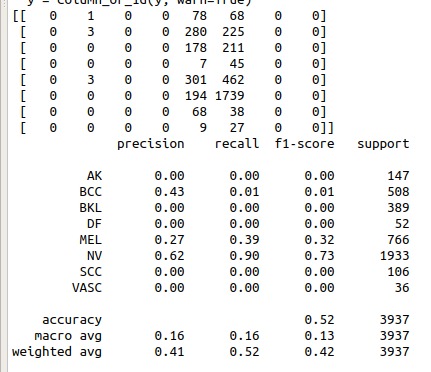 y = column_or_1d(y, warn=True)
[[   0    1    0    0   78   68    0    0]
 [   0    3    0    0  280  225    0    0]
 [   0    0    0    0  178  211    0    0]
 [   0    0    0    0    7   45    0    0]
 [   0    3    0    0  301  462    0    0]
 [   0    0    0    0  194 1739    0    0]
 [   0    0    0    0   68   38    0    0]
 [   0    0    0    0    9   27    0    0]]
              precision    recall  f1-score   support

          AK       0.00      0.00      0.00       147
         BCC       0.43      0.01      0.01       508
         BKL       0.00      0.00      0.00       389
          DF       0.00      0.00      0.00        52
         MEL       0.27      0.39      0.32       766
          NV       0.62      0.90      0.73      1933
         SCC       0.00      0.00      0.00       106
        VASC       0.00      0.00      0.00        36

    accuracy                           0.52      3937
   macro avg       0.16      0.16      0.13      3937
weighted avg       0.41      0.52      0.42      3937